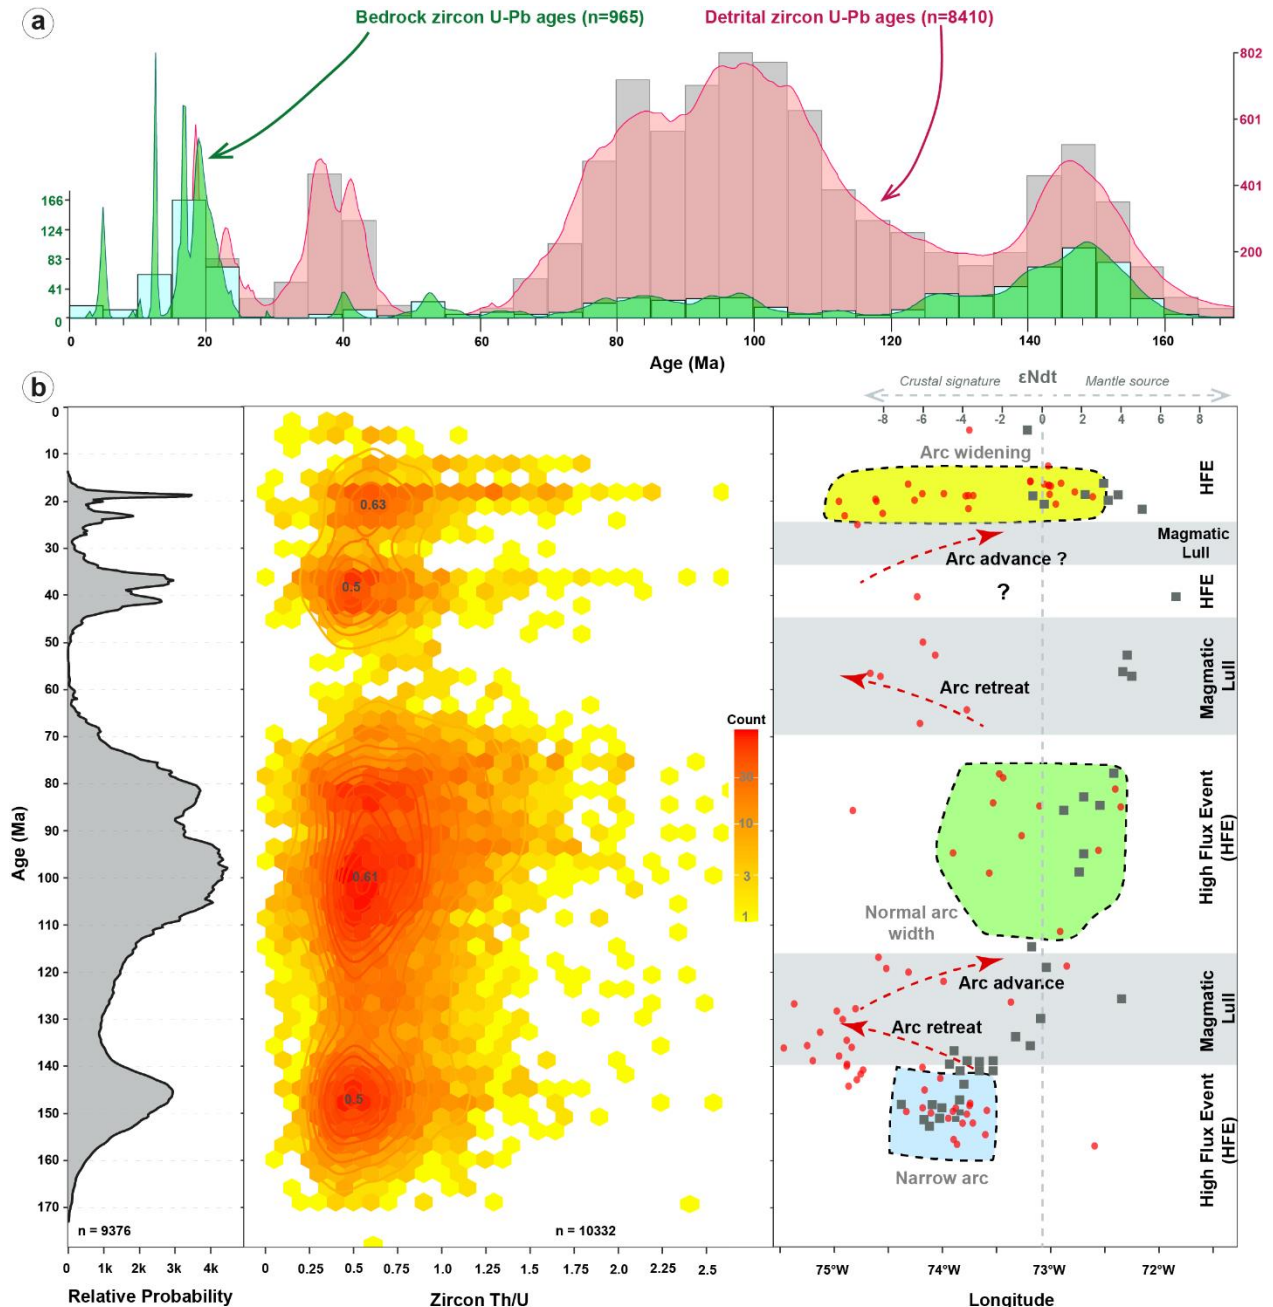 a
Bedrock zircon U-Pb ages (n=965)
Detrital zircon U-Pb ages (n=8410)
802
601
401
200
166
124
83
41
0
0 20 40 60 80 100 120 140 160
Age (Ma)
b
Crustal signature εNdt Mantle source
-8 -6 -4 -2 0 2 4 6 8
0
10
20
30
40
50
60
70
80
90
100
110
120
130
140
150
160
170
Age (Ma)
n = 9376
0 1k 2k 3k 4k
Relative Probability
0.63
0.5
0.61
0.5
Count
30
10
3
1
n = 10332
0 0.25 0.5 0.75 1.0 1.25 1.5 1.75 2.0 2.25 2.5
Zircon Th/U
Arc widening
HFE
Magmatic
Lull
Arc advance ?
?
HFE
Arc retreat
Magmatic
Lull
High Flux Event
(HFE)
Normal arc
width
Arc advance
Arc retreat
Magmatic
Lull
High Flux Event
(HFE)
Narrow arc
75°W 74°W 73°W 72°W
Longitude